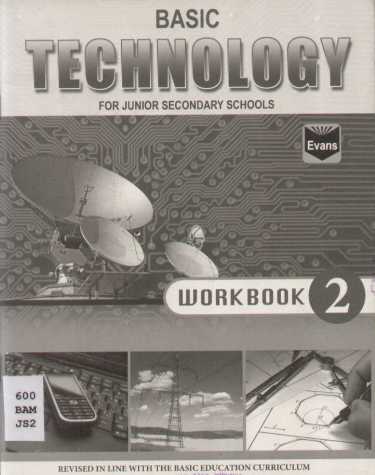 BASIC
TECHNOLOGY
FOR JUNIOR SECONDARY SCHOOLS
Evans
WORKBOOK 2
600
BAM
JS2
REVISED IN LINE WITH THE BASIC EDUCATION CURRICULUM